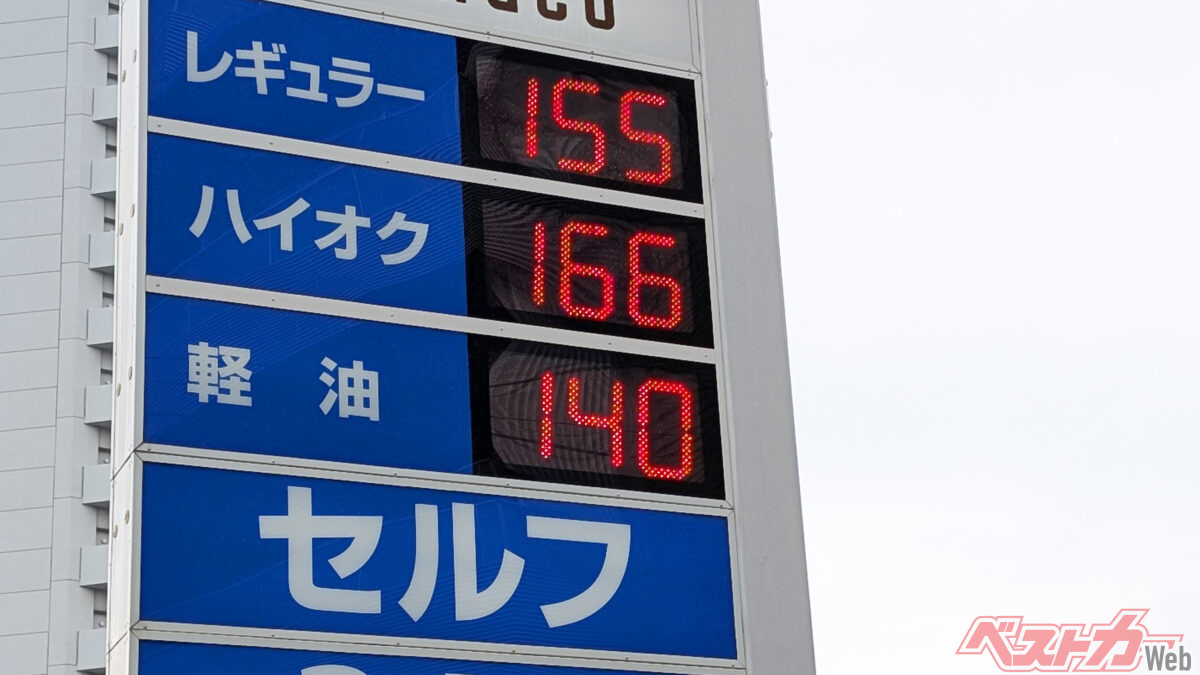 レギュラー 155
ハイオク 166
軽油 140
セルフ
ベストカーWeb